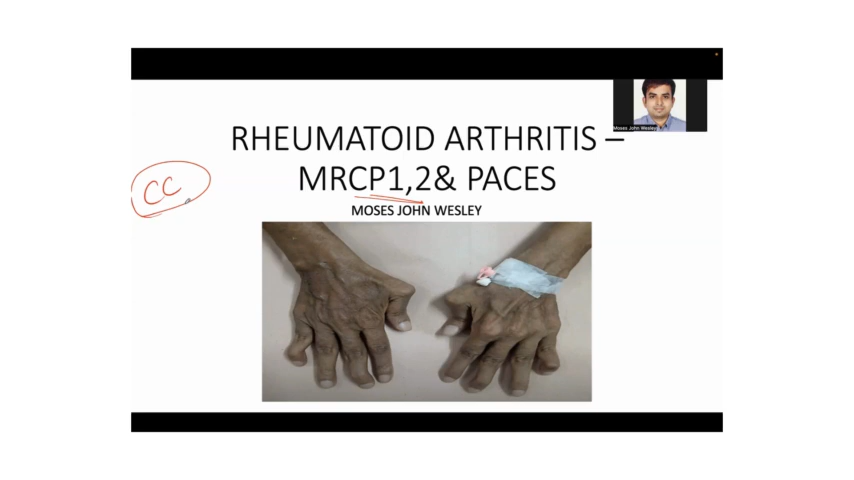 Moses John Wesley
RHEUMATOID ARTHRITIS –
MRCP1,2& PACES
CC
MOSES JOHN WESLEY